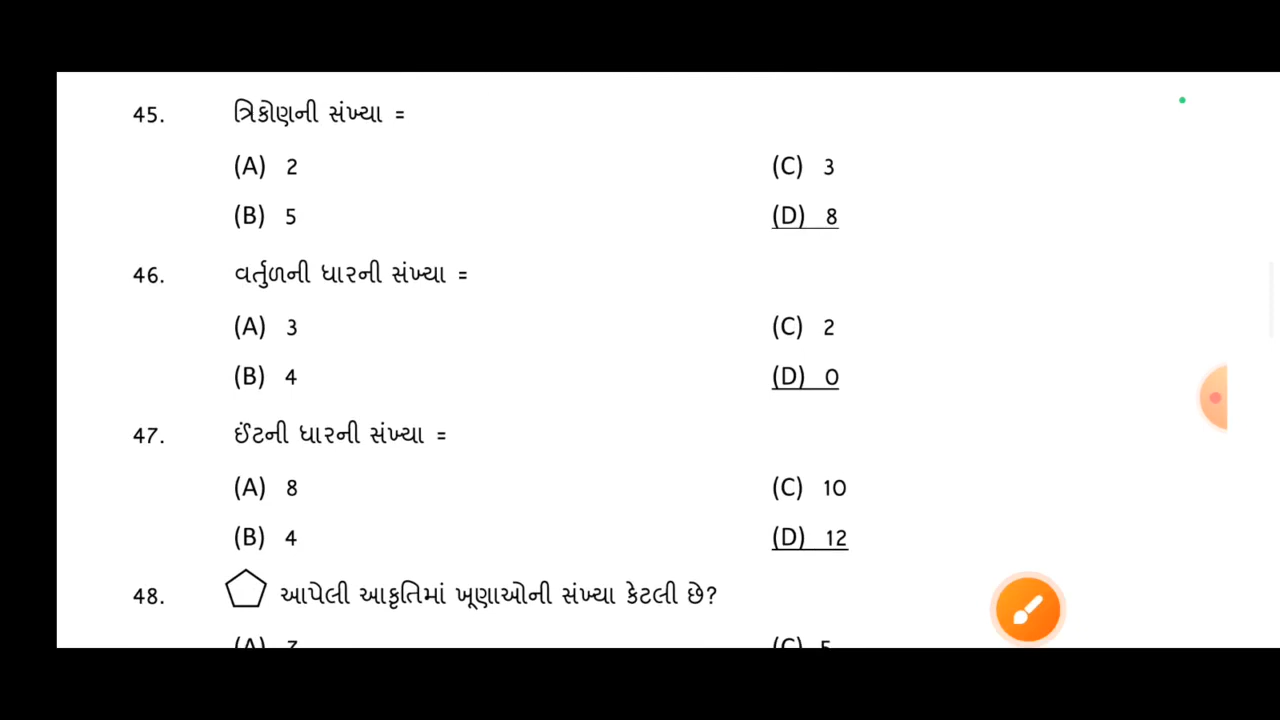 45. ત્રિકોણની સંખ્યા =
(A) 2 (C) 3
(B) 5 (D) 8
46. વર્તુળની ધારની સંખ્યા =
(A) 3 (C) 2
(B) 4 (D) 0
47. ઈંટની ધારની સંખ્યા =
(A) 8 (C) 10
(B) 4 (D) 12
48. આપેલી આકૃતિમાં ખૂણાઓની સંખ્યા કેટલી છે?
(A) (C)